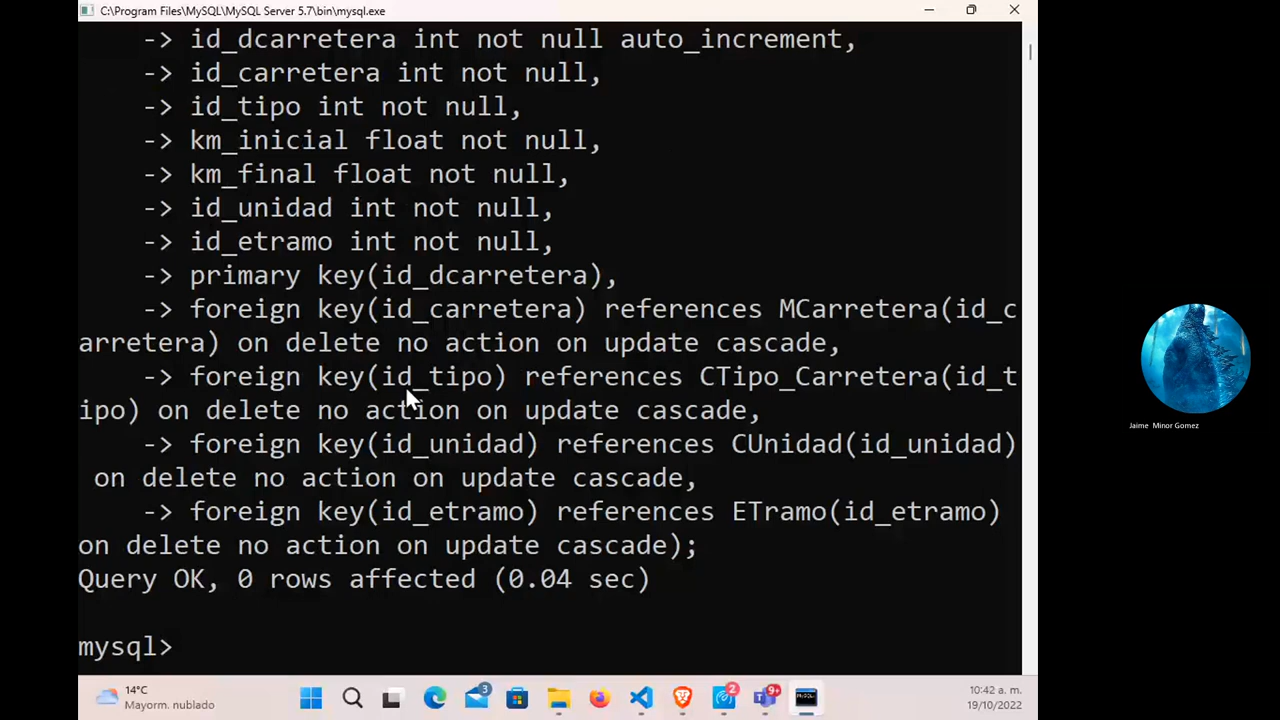 C:\Program Files\MySQL\MySQL Server 5.7\bin\mysql.exe
-> id_dcarretera int not null auto_increment,
-> id_carretera int not null,
-> id_tipo int not null,
-> km_inicial float not null,
-> km_final float not null,
-> id_unidad int not null,
-> id_etramo int not null,
-> primary key(id_dcarretera),
-> foreign key(id_carretera) references MCarretera(id_c
arretera) on delete no action on update cascade,
-> foreign key(id_tipo) references CTipo_Carretera(id_t
ipo) on delete no action on update cascade,
-> foreign key(id_unidad) references CUnidad(id_unidad)
on delete no action on update cascade,
-> foreign key(id_etramo) references ETramo(id_etramo)
on delete no action on update cascade);
Query OK, 0 rows affected (0.04 sec)
mysql>
Jaime Minor Gomez
14°C
Mayorm. nublado
3
2
9+
MySQL
10:42 a. m.
19/10/2022